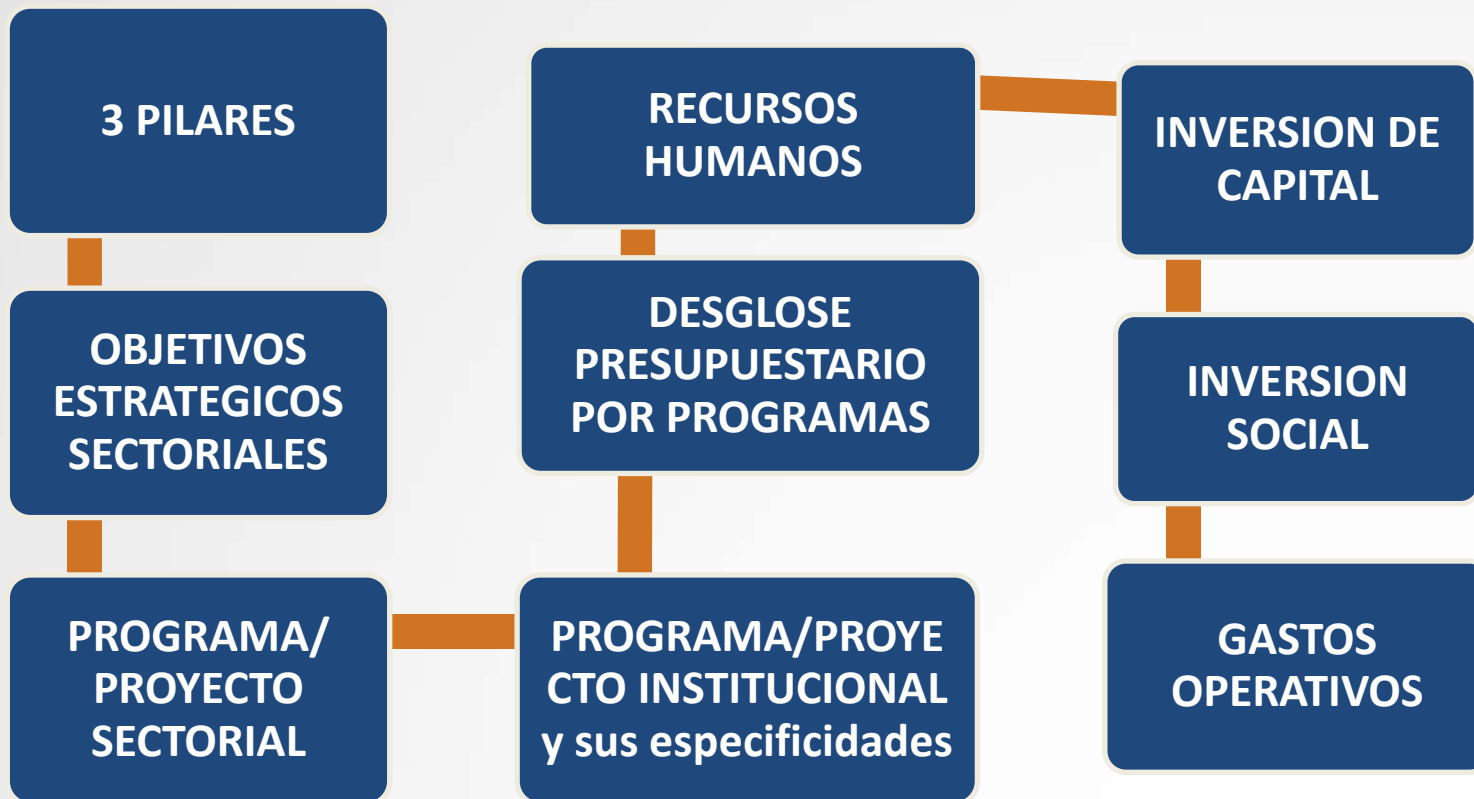 3 PILARES
OBJETIVOS
ESTRATEGICOS
SECTORIALES
PROGRAMA/
PROYECTO
SECTORIAL
PROGRAMA/PROYE
CTO INSTITUCIONAL
y sus especificidades
DESGLOSE
PRESUPUESTARIO
POR PROGRAMAS
RECURSOS
HUMANOS
INVERSION DE
CAPITAL
INVERSION
SOCIAL
GASTOS
OPERATIVOS